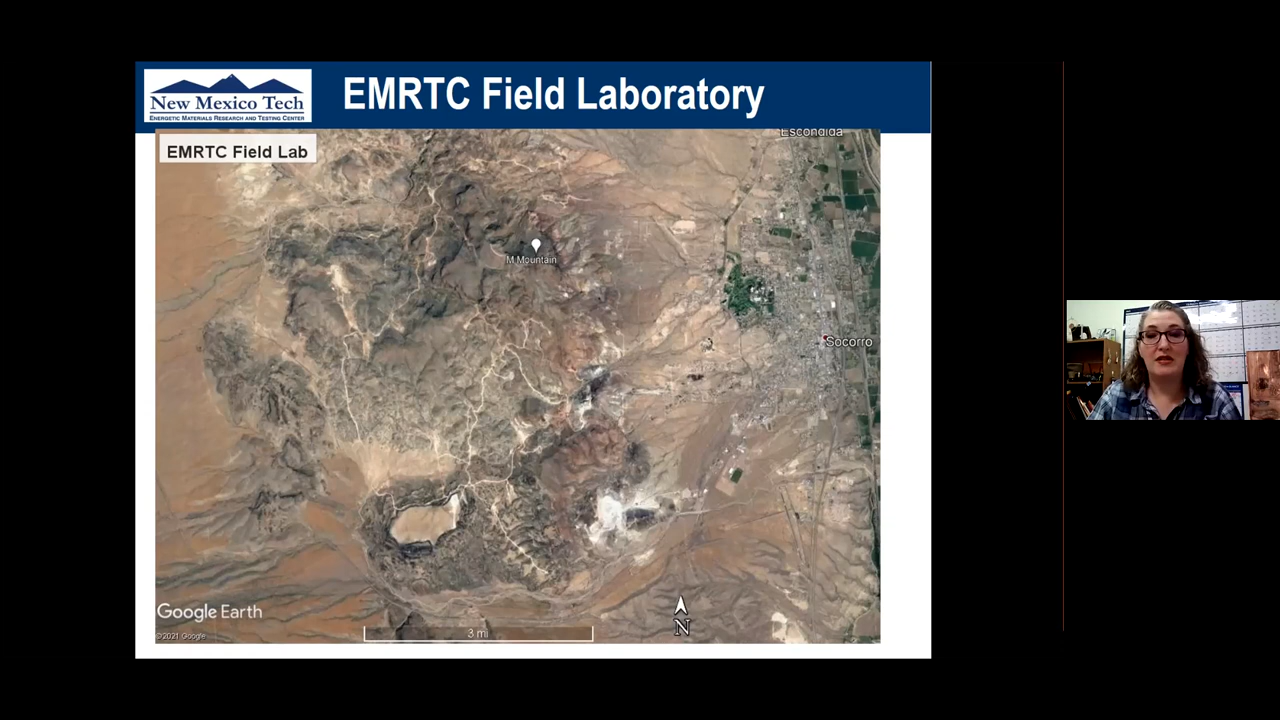 New Mexico Tech
ENERGETIC MATERIALS RESEARCH AND TESTING CENTER
EMRTC Field Laboratory
EMRTC Field Lab
Escondida
M Mountain
Socorro
Google Earth
©2021 Google
3 mi
N